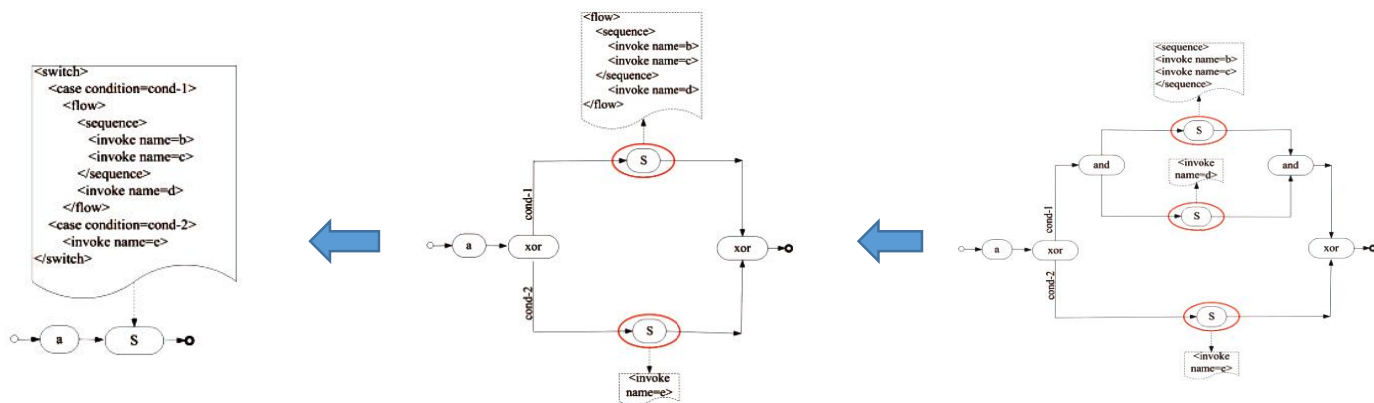 <switch>
<case condition=cond-1>
<flow>
<sequence>
<invoke name=b>
<invoke name=c>
</sequence>
<invoke name=d>
</flow>
<case condition=cond-2>
<invoke name=e>
</switch>
a
S
<flow>
<sequence>
<invoke name=b>
<invoke name=c>
</sequence>
<invoke name=d>
</flow>
S
cond-1
a
xor
xor
cond-2
S
<invoke
name=e>
<sequence>
<invoke name=b>
<invoke name=c>
</sequence>
S
and
<invoke
name=d>
and
S
cond-1
a
xor
xor
cond-2
S
<invoke
name=e>